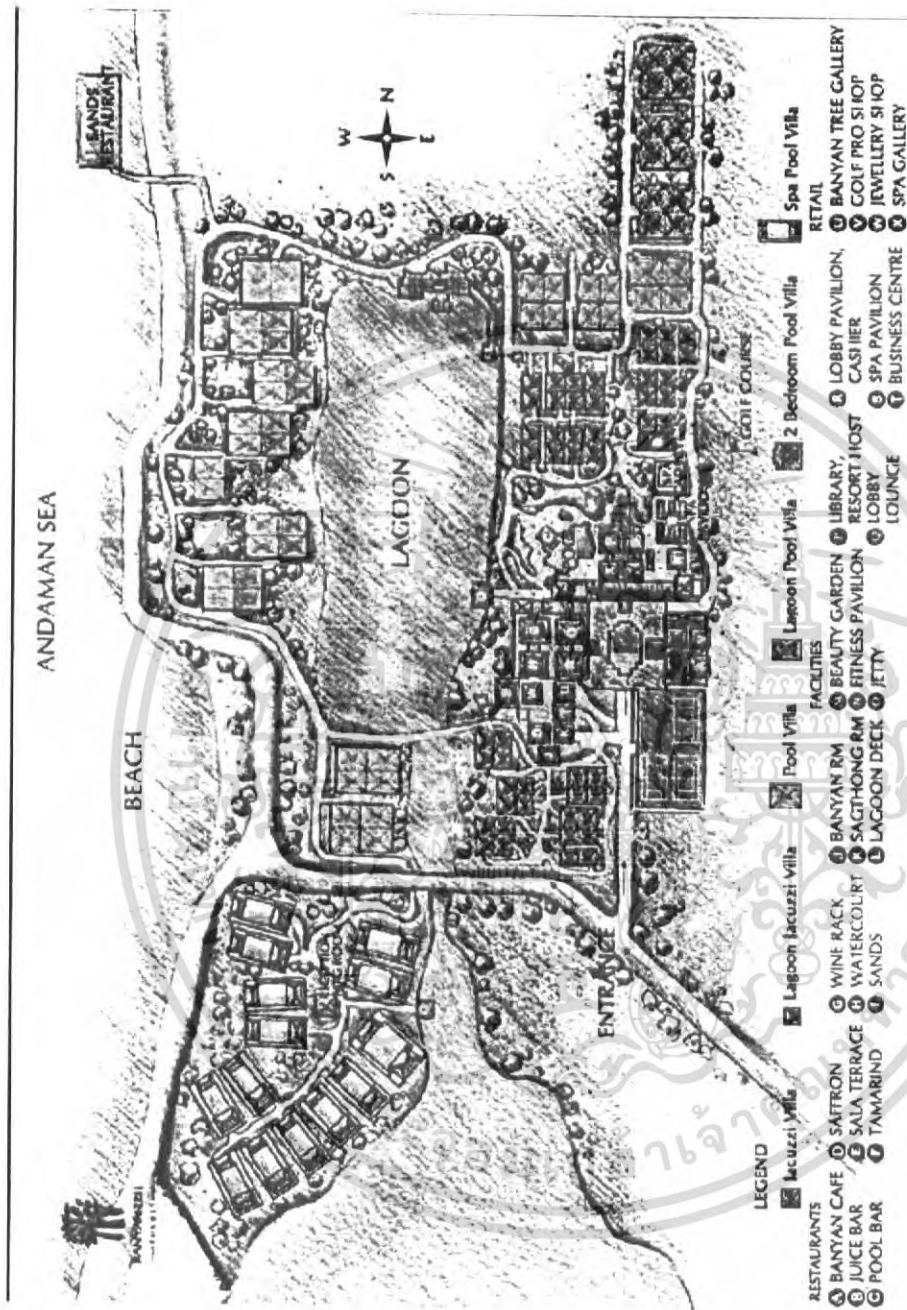 ANDAMAN SEA
BEACH
SANDS
RESTAURANT
W
N
S
E
LAGOON
GOLF COURSE
ENTRANCE
LEGEND
Jacuzzi Villa
Lagoon Jacuzzi Villa
Pool Villa
Lagoon Pool Villa
2 Bedroom Pool Villa
Spa Pool Villa
RESTAURANTS
A BANYAN CAFE
B JUICE BAR
C POOL BAR
D SAFFRON
E SALA TERRACE
F TAMARIND
G WINE RACK
H WATERCOURT
I SANDS
FACILITIES
J BANYAN RM
K SAGTHONG RM
L LAGOON DECK
M BEAUTY GARDEN
N FITNESS PAVILION
O JETTY
P LIBRARY,
RESORT HOST
Q LOBBY
LOUNGE
R LOBBY PAVILION,
CASHIER
S SPA PAVILION
T BUSINESS CENTRE
RETAIL
U BANYAN TREE GALLERY
V GOLF PRO SHOP
W JEWELLERY SHOP
X SPA GALLERY